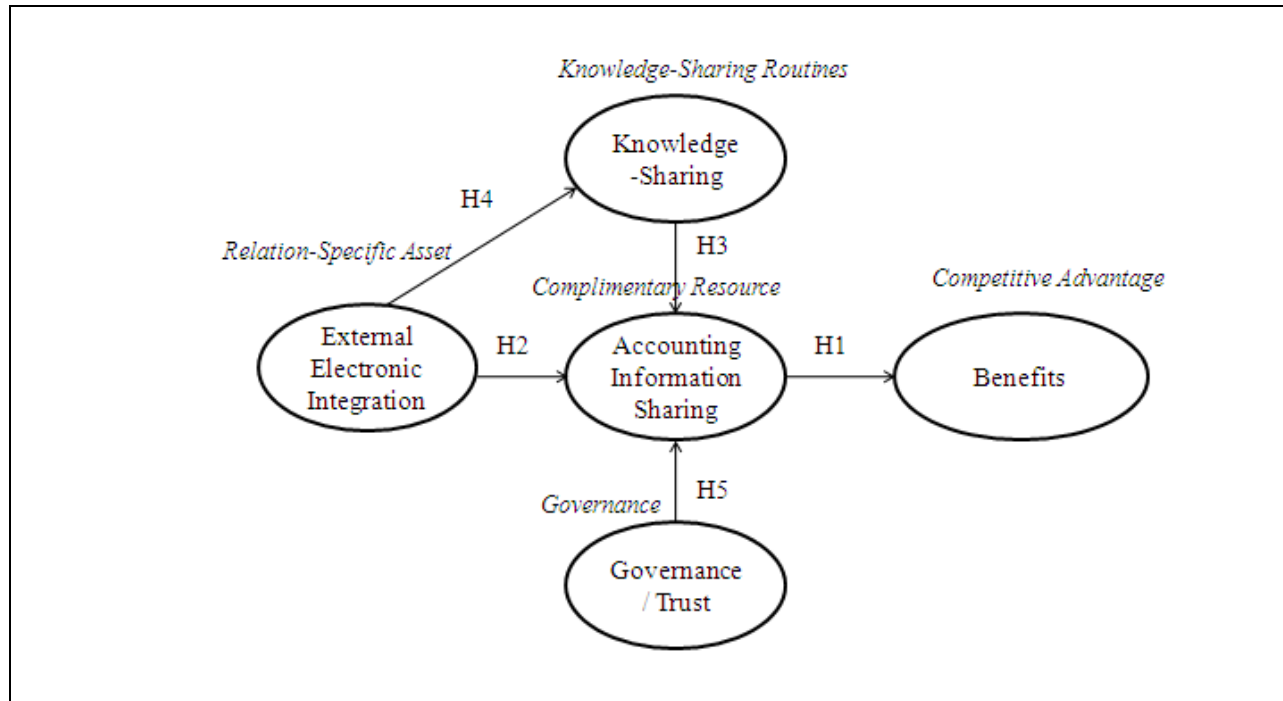 Knowledge-Sharing Routines
Knowledge
-Sharing
H4
H3
Relation-Specific Asset
Complimentary Resource
Competitive Advantage
External
Electronic
Integration
H2
Accounting
Information
Sharing
H1
Benefits
Governance
H5
Governance
/ Trust